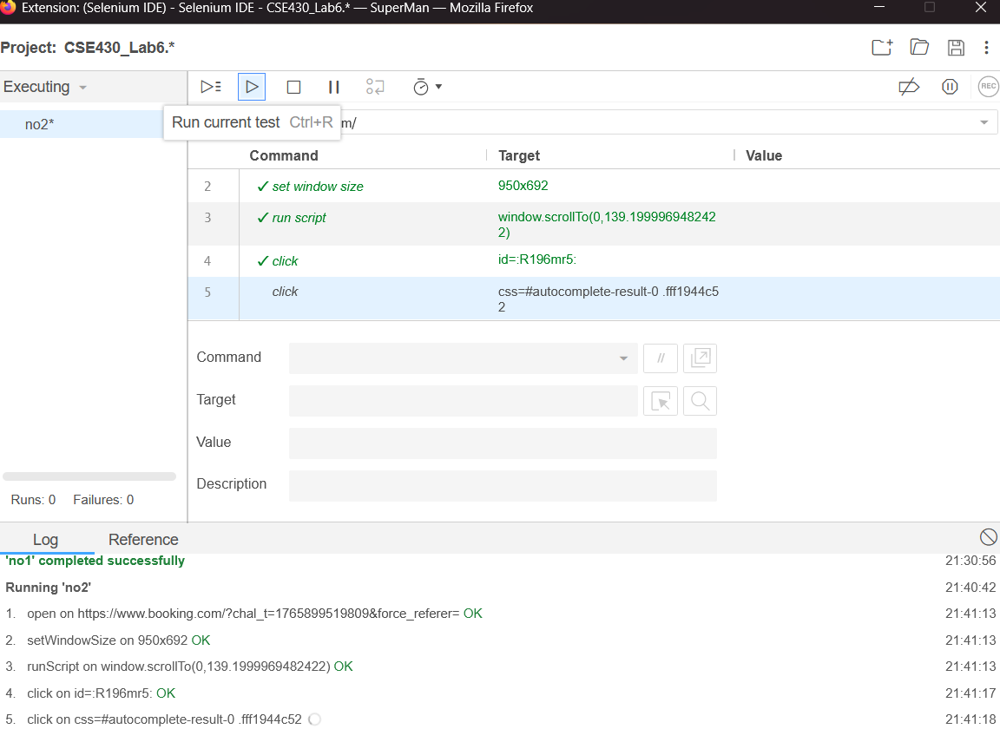 Extension: (Selenium IDE) - Selenium IDE - CSE430_Lab6.* — SuperMan — Mozilla Firefox
Project: CSE430_Lab6.*
Executing
REC
no2*
Run current test Ctrl+R
m/
Command Target Value
2 ✓ set window size 950x692
3 ✓ run script window.scrollTo(0,139.199996948242
2)
4 ✓ click id=:R196mr5:
5 click css=#autocomplete-result-0 .fff1944c5
2
Command //
Target
Value
Description
Runs: 0 Failures: 0
Log Reference
'no1' completed successfully 21:30:56
Running 'no2' 21:40:42
1. open on https://www.booking.com/?chal_t=1765899519809&force_referer= OK 21:41:13
2. setWindowSize on 950x692 OK 21:41:13
3. runScript on window.scrollTo(0,139.1999969482422) OK 21:41:13
4. click on id=:R196mr5: OK 21:41:17
5. click on css=#autocomplete-result-0 .fff1944c52 21:41:18